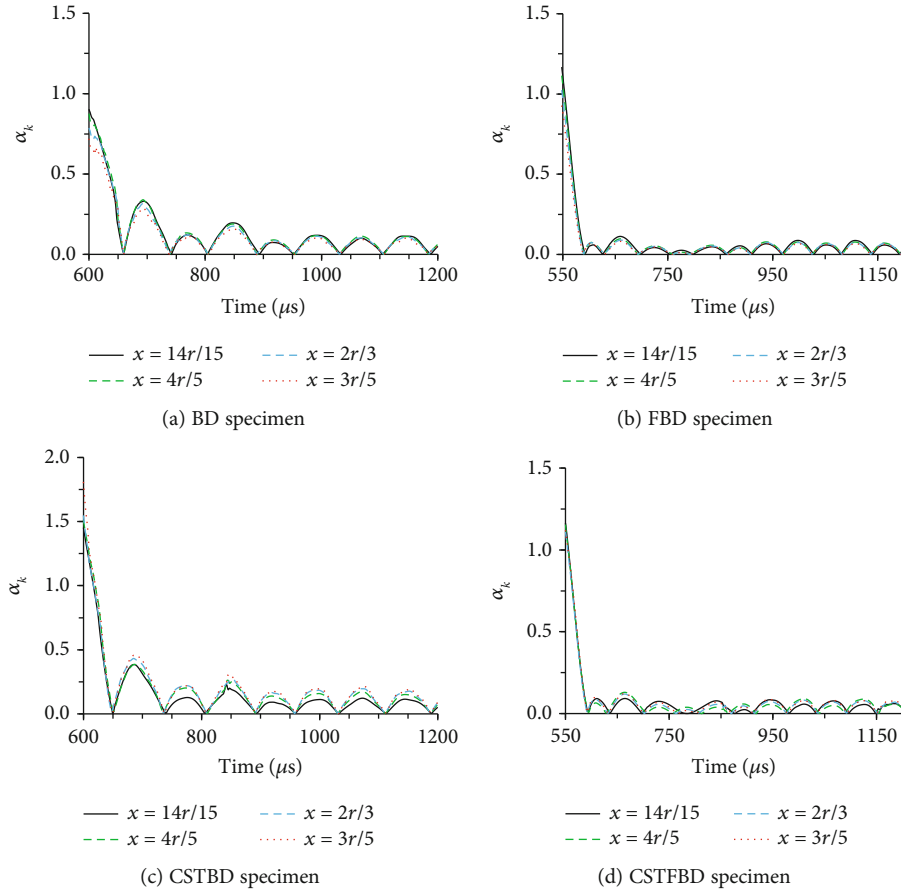 1.5
1.0
0.5
0.0
α_k
600 800 1000 1200
Time (μs)
x = 14r/15 x = 2r/3
x = 4r/5 x = 3r/5
(a) BD specimen
1.5
1.0
0.5
0.0
α_k
550 750 950 1150
Time (μs)
x = 14r/15 x = 2r/3
x = 4r/5 x = 3r/5
(b) FBD specimen
2.0
1.5
1.0
0.5
0.0
α_k
600 800 1000 1200
Time (μs)
x = 14r/15 x = 2r/3
x = 4r/5 x = 3r/5
(c) CSTBD specimen
1.5
1.0
0.5
0.0
α_k
550 750 950 1150
Time (μs)
x = 14r/15 x = 2r/3
x = 4r/5 x = 3r/5
(d) CSTFBD specimen